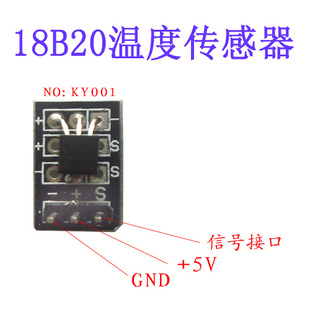 18B20温度传感器
NO: KY001
+ -
+ S
- S
- + S
信号接口
+5V
GND